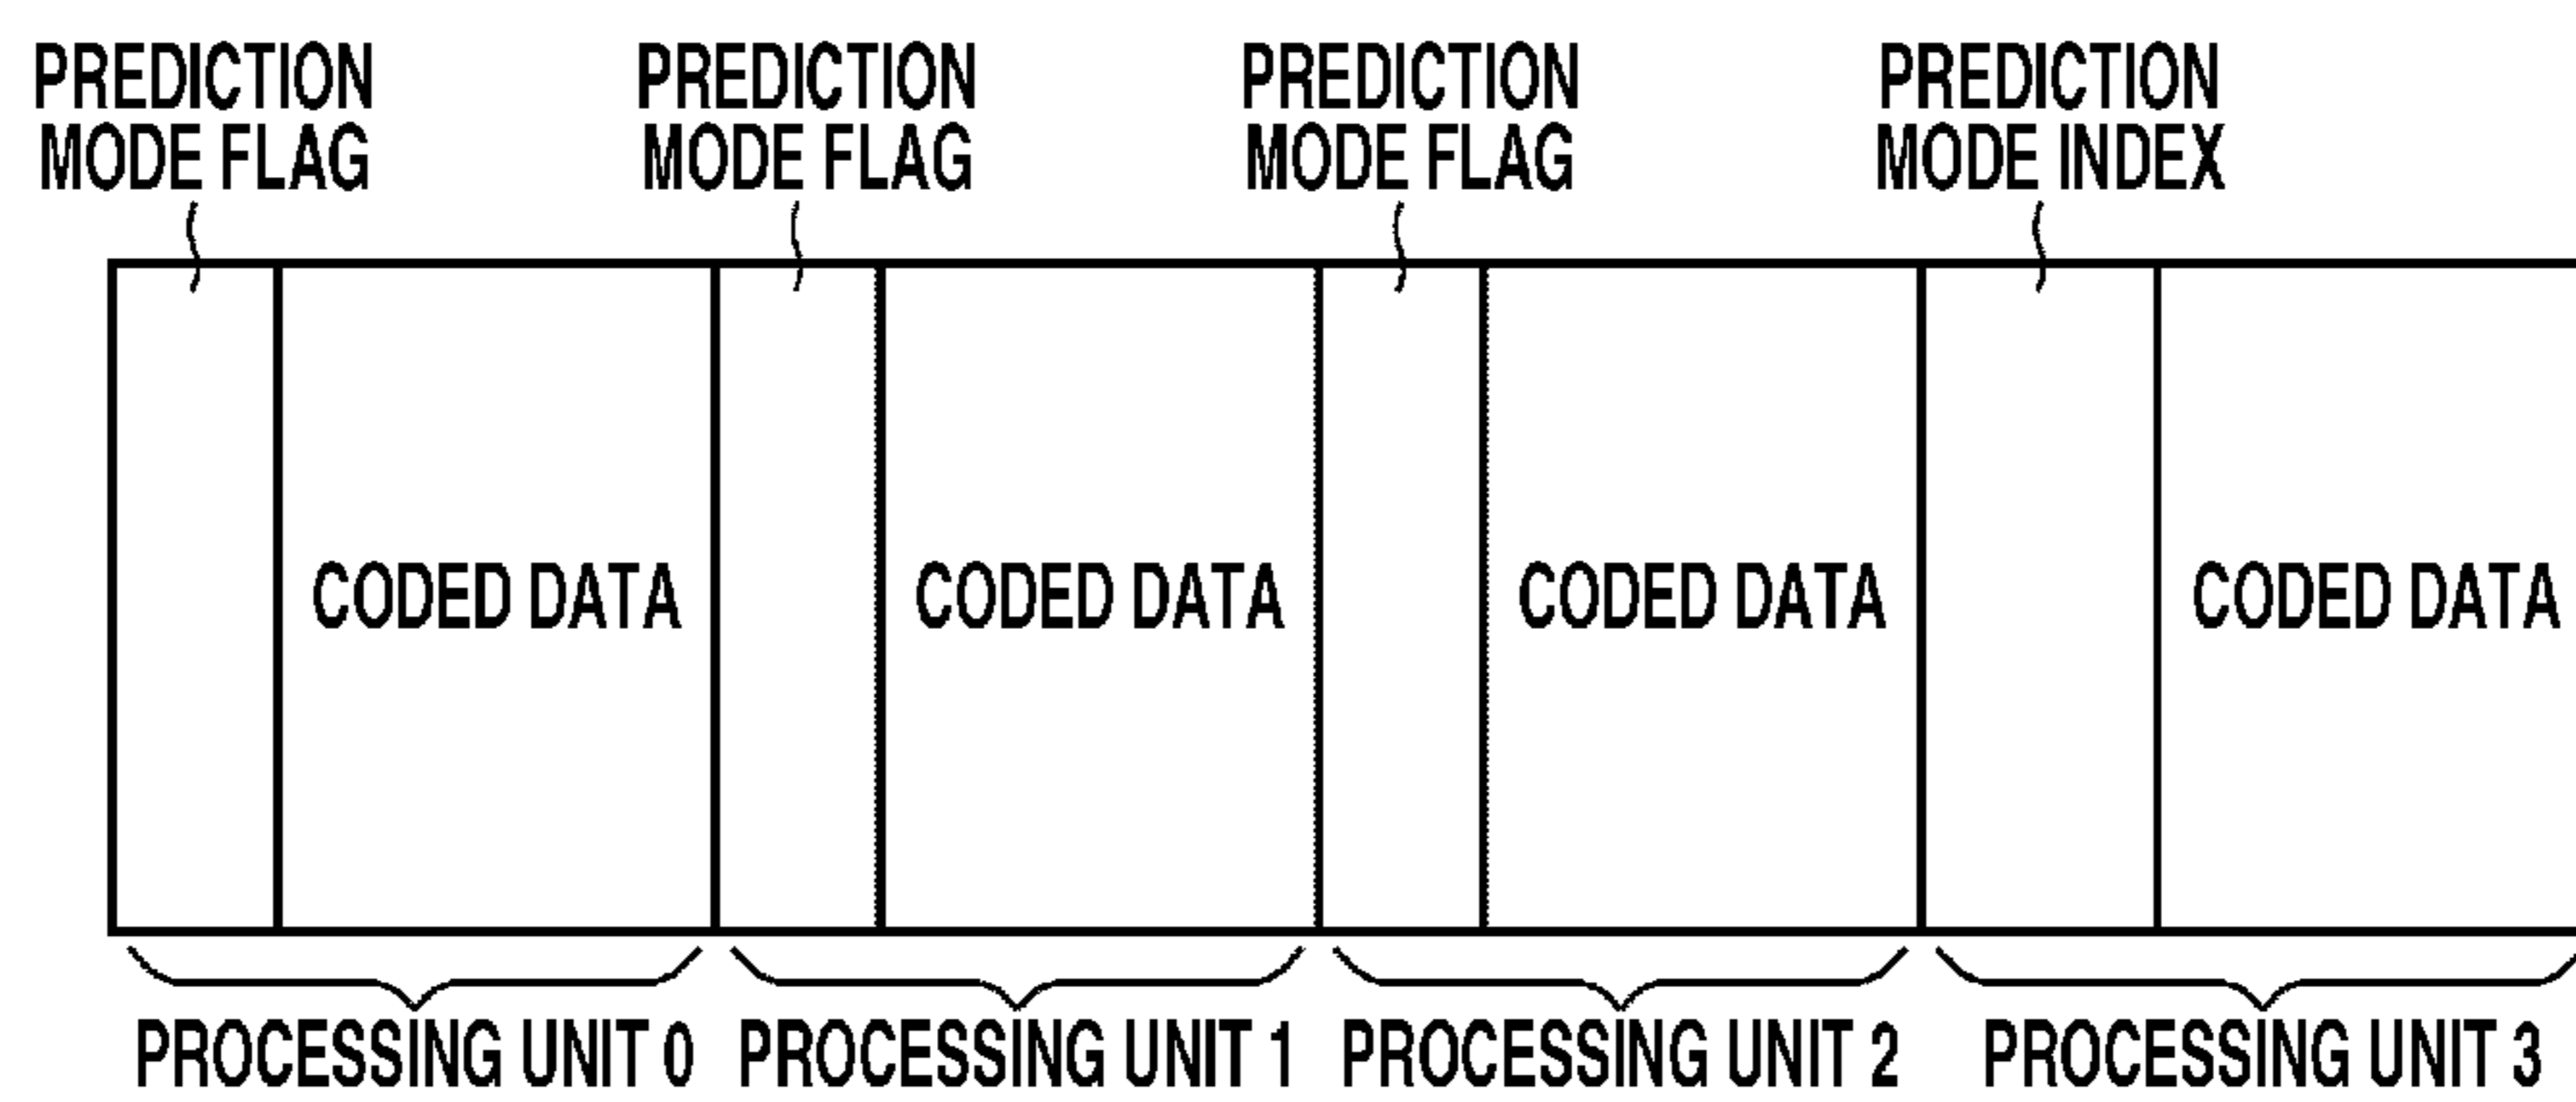 PREDICTION
MODE FLAG
PREDICTION
MODE FLAG
PREDICTION
MODE FLAG
PREDICTION
MODE INDEX
CODED DATA
CODED DATA
CODED DATA
CODED DATA
PROCESSING UNIT 0
PROCESSING UNIT 1
PROCESSING UNIT 2
PROCESSING UNIT 3